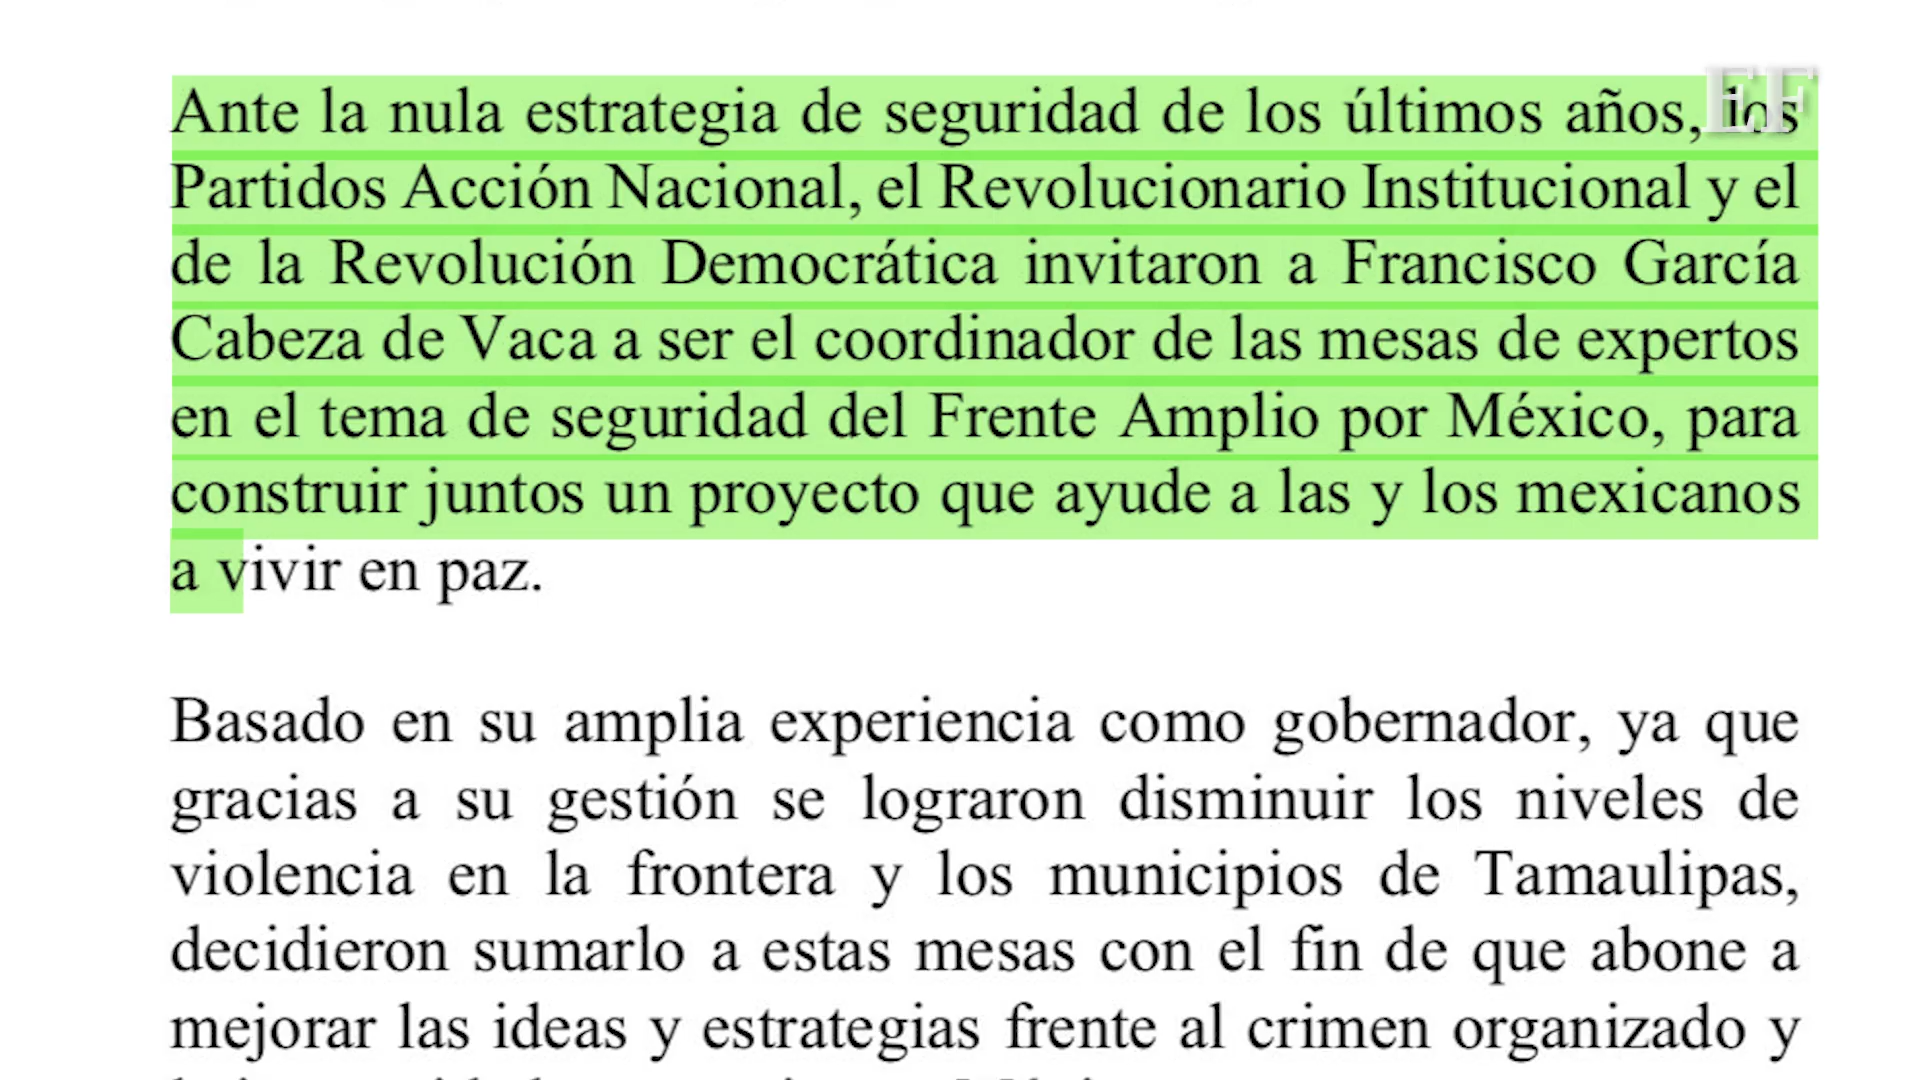 Ante la nula estrategia de seguridad de los últimos años, los
EF
Partidos Acción Nacional, el Revolucionario Institucional y el
de la Revolución Democrática invitaron a Francisco García
Cabeza de Vaca a ser el coordinador de las mesas de expertos
en el tema de seguridad del Frente Amplio por México, para
construir juntos un proyecto que ayude a las y los mexicanos
a vivir en paz.
Basado en su amplia experiencia como gobernador, ya que
gracias a su gestión se lograron disminuir los niveles de
violencia en la frontera y los municipios de Tamaulipas,
decidieron sumarlo a estas mesas con el fin de que abone a
mejorar las ideas y estrategias frente al crimen organizado y